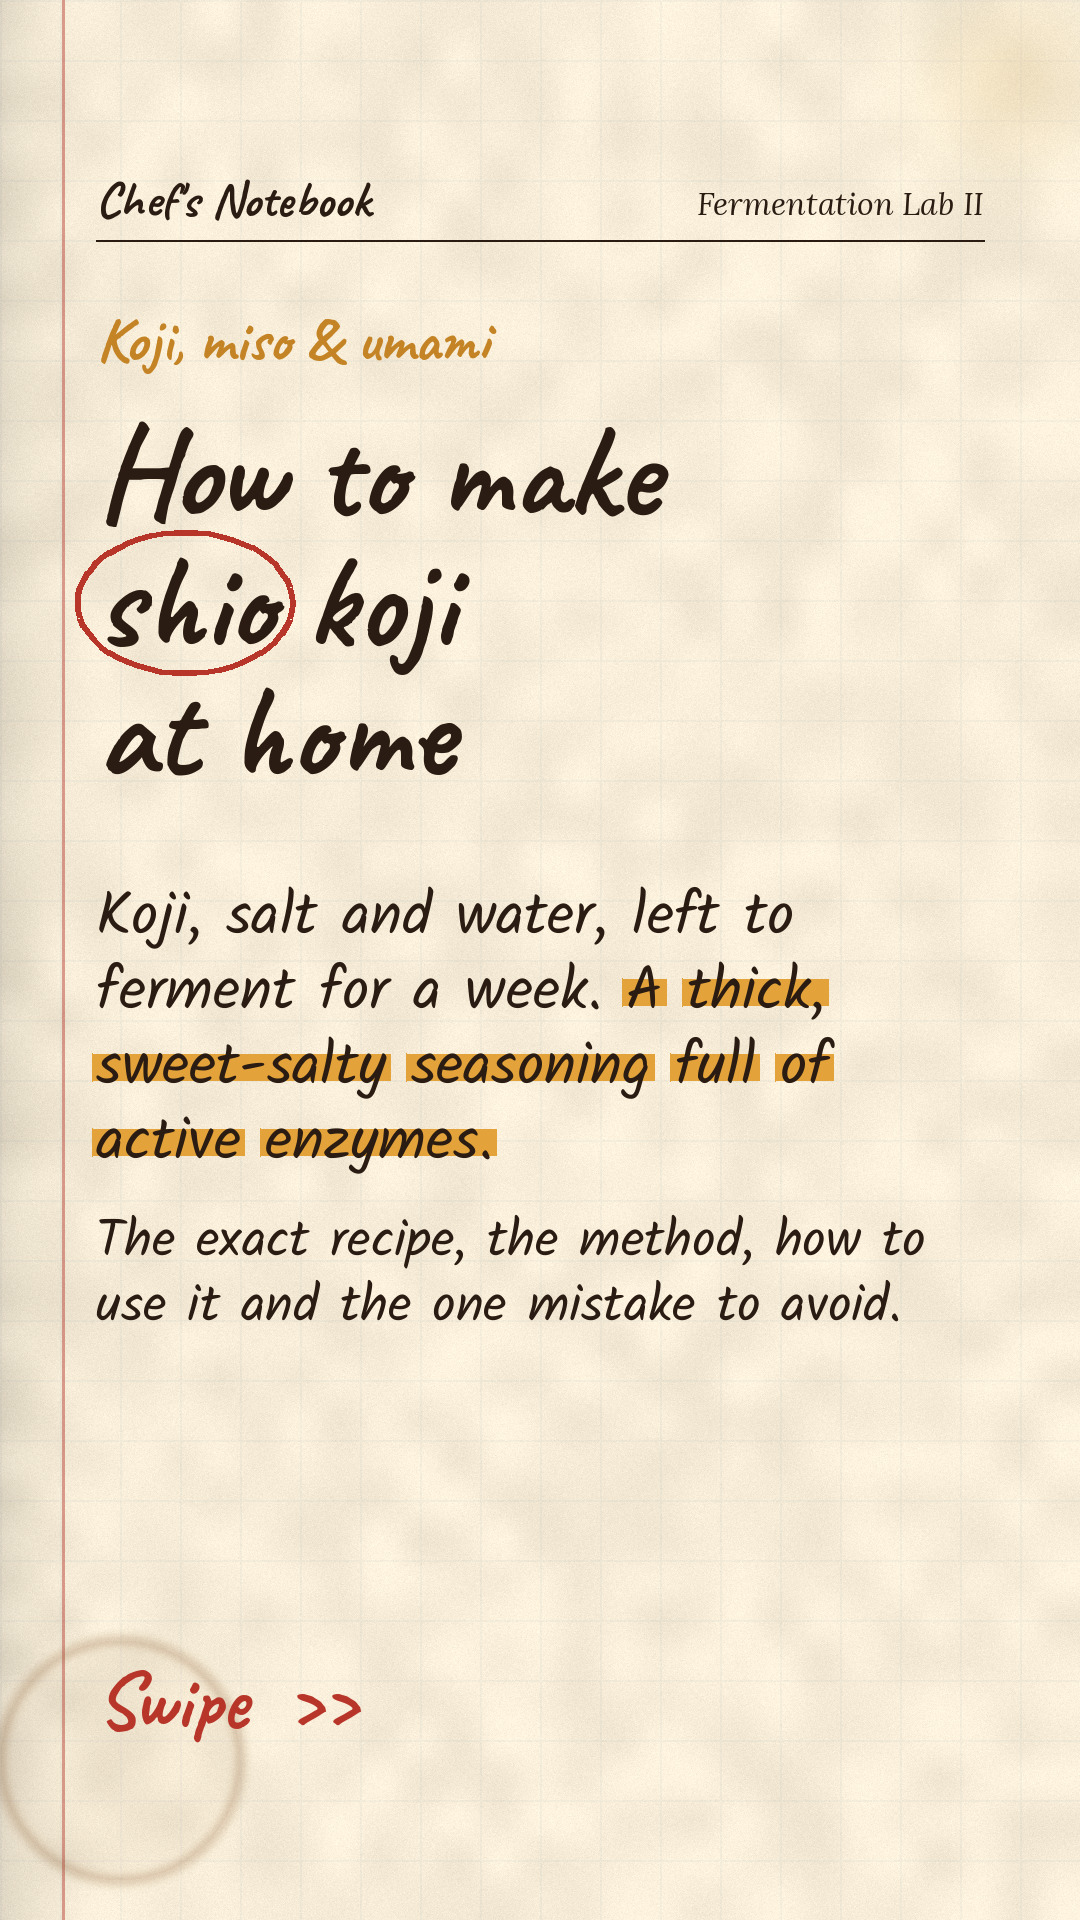 Chef's Notebook
Fermentation Lab II
Koji, miso & umami
How to make
shio koji
at home
Koji, salt and water, left to
ferment for a week. A thick,
sweet-salty seasoning full of
active enzymes.
The exact recipe, the method, how to
use it and the one mistake to avoid.
Swipe >>